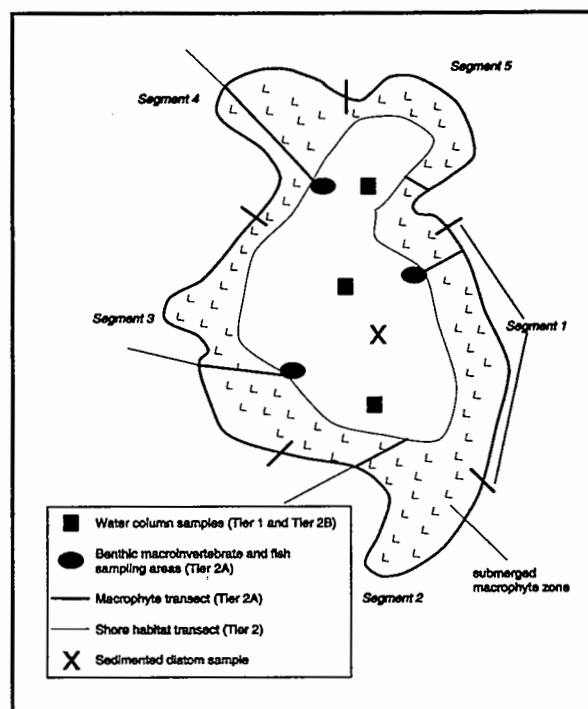 Segment 5
Segment 4
Segment 3
Segment 1
Segment 2
submerged
macrophyte zone
Water column samples (Tier 1 and Tier 2B)
Benthic macroinvertebrate and fish
sampling areas (Tier 2A)
Macrophyte transect (Tier 2A)
Shore habitat transect (Tier 2)
X Sedimented diatom sample
X